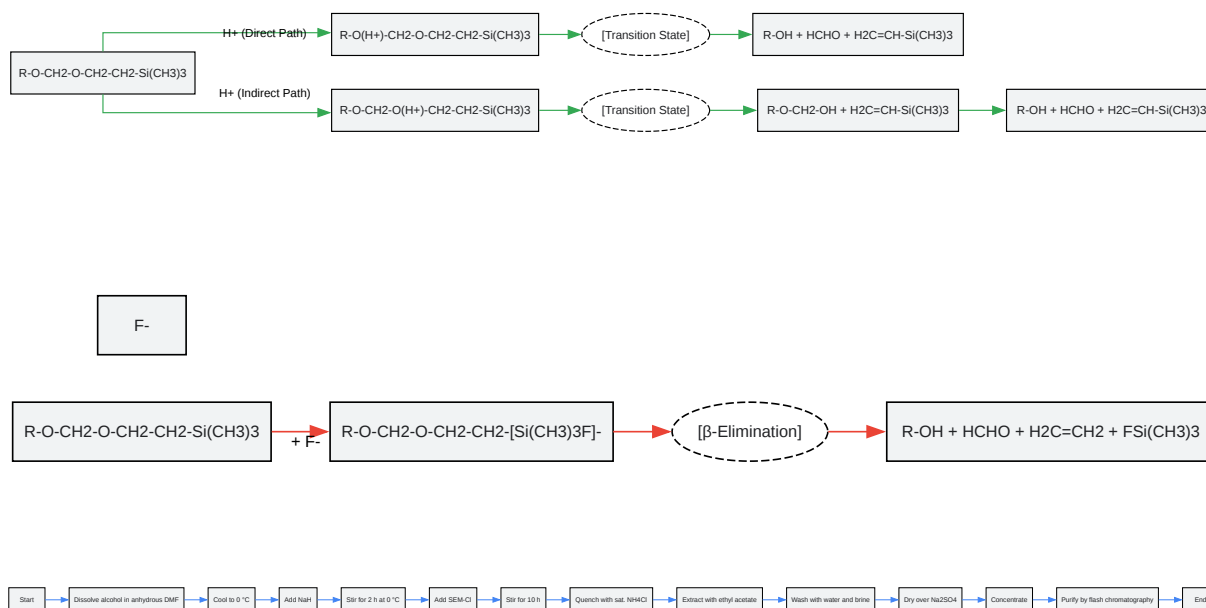 H+ (Direct Path)
R-O(H+)-CH2-O-CH2-CH2-Si(CH3)3
[Transition State]
R-OH + HCHO + H2C=CH-Si(CH3)3
R-O-CH2-O-CH2-CH2-Si(CH3)3
H+ (Indirect Path)
R-O-CH2-O(H+)-CH2-CH2-Si(CH3)3
[Transition State]
R-O-CH2-OH + H2C=CH-Si(CH3)3
R-OH + HCHO + H2C=CH-Si(CH3)3
F-
R-O-CH2-O-CH2-CH2-Si(CH3)3
+ F-
R-O-CH2-O-CH2-CH2-[Si(CH3)3F]-
[β-Elimination]
R-OH + HCHO + H2C=CH2 + FSi(CH3)3
Start
Dissolve alcohol in anhydrous DMF
Cool to 0 °C
Add NaH
Stir for 2 h at 0 °C
Add SEM-Cl
Stir for 10 h
Quench with sat. NH4Cl
Extract with ethyl acetate
Wash with water and brine
Dry over Na2SO4
Concentrate
Purify by flash chromatography
End